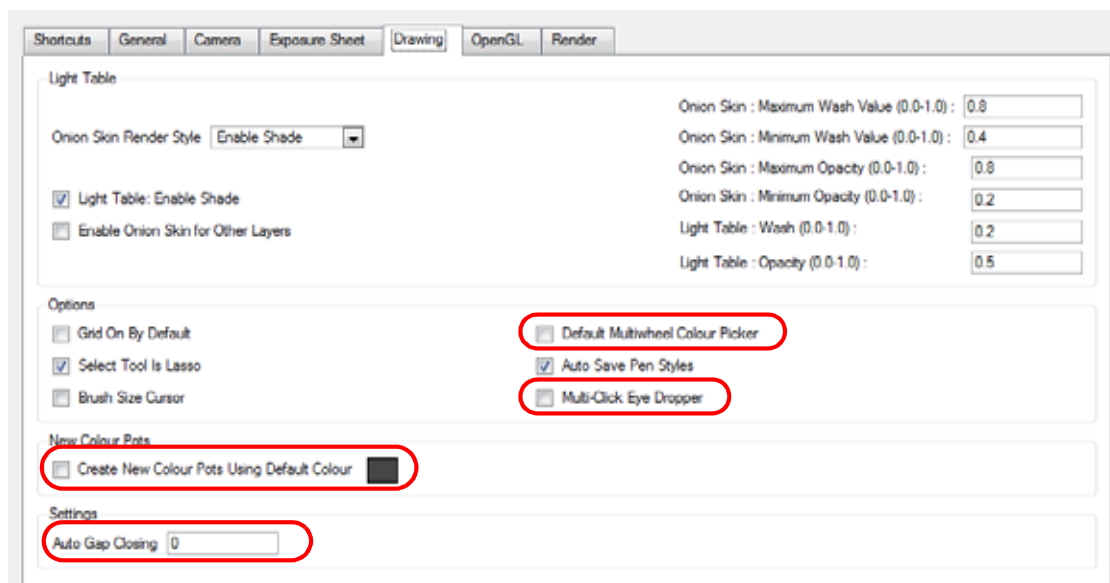 Shortcuts General Camera Exposure Sheet Drawing OpenGL Render
Light Table
Onion Skin : Maximum Wash Value (0.0-1.0) : 0.8
Onion Skin Render Style Enable Shade Onion Skin : Minimum Wash Value (0.0-1.0) : 0.4
Onion Skin : Maximum Opacity (0.0-1.0) : 0.8
Light Table: Enable Shade Onion Skin : Minimum Opacity (0.0-1.0) : 0.2
Enable Onion Skin for Other Layers Light Table : Wash (0.0-1.0) : 0.2
Light Table : Opacity (0.0-1.0) : 0.5
Options
Grid On By Default Default Multiwheel Colour Picker
Select Tool Is Lasso Auto Save Pen Styles
Brush Size Cursor Multi-Click Eye Dropper
New Colour Pots
Create New Colour Pots Using Default Colour
Settings
Auto Gap Closing 0